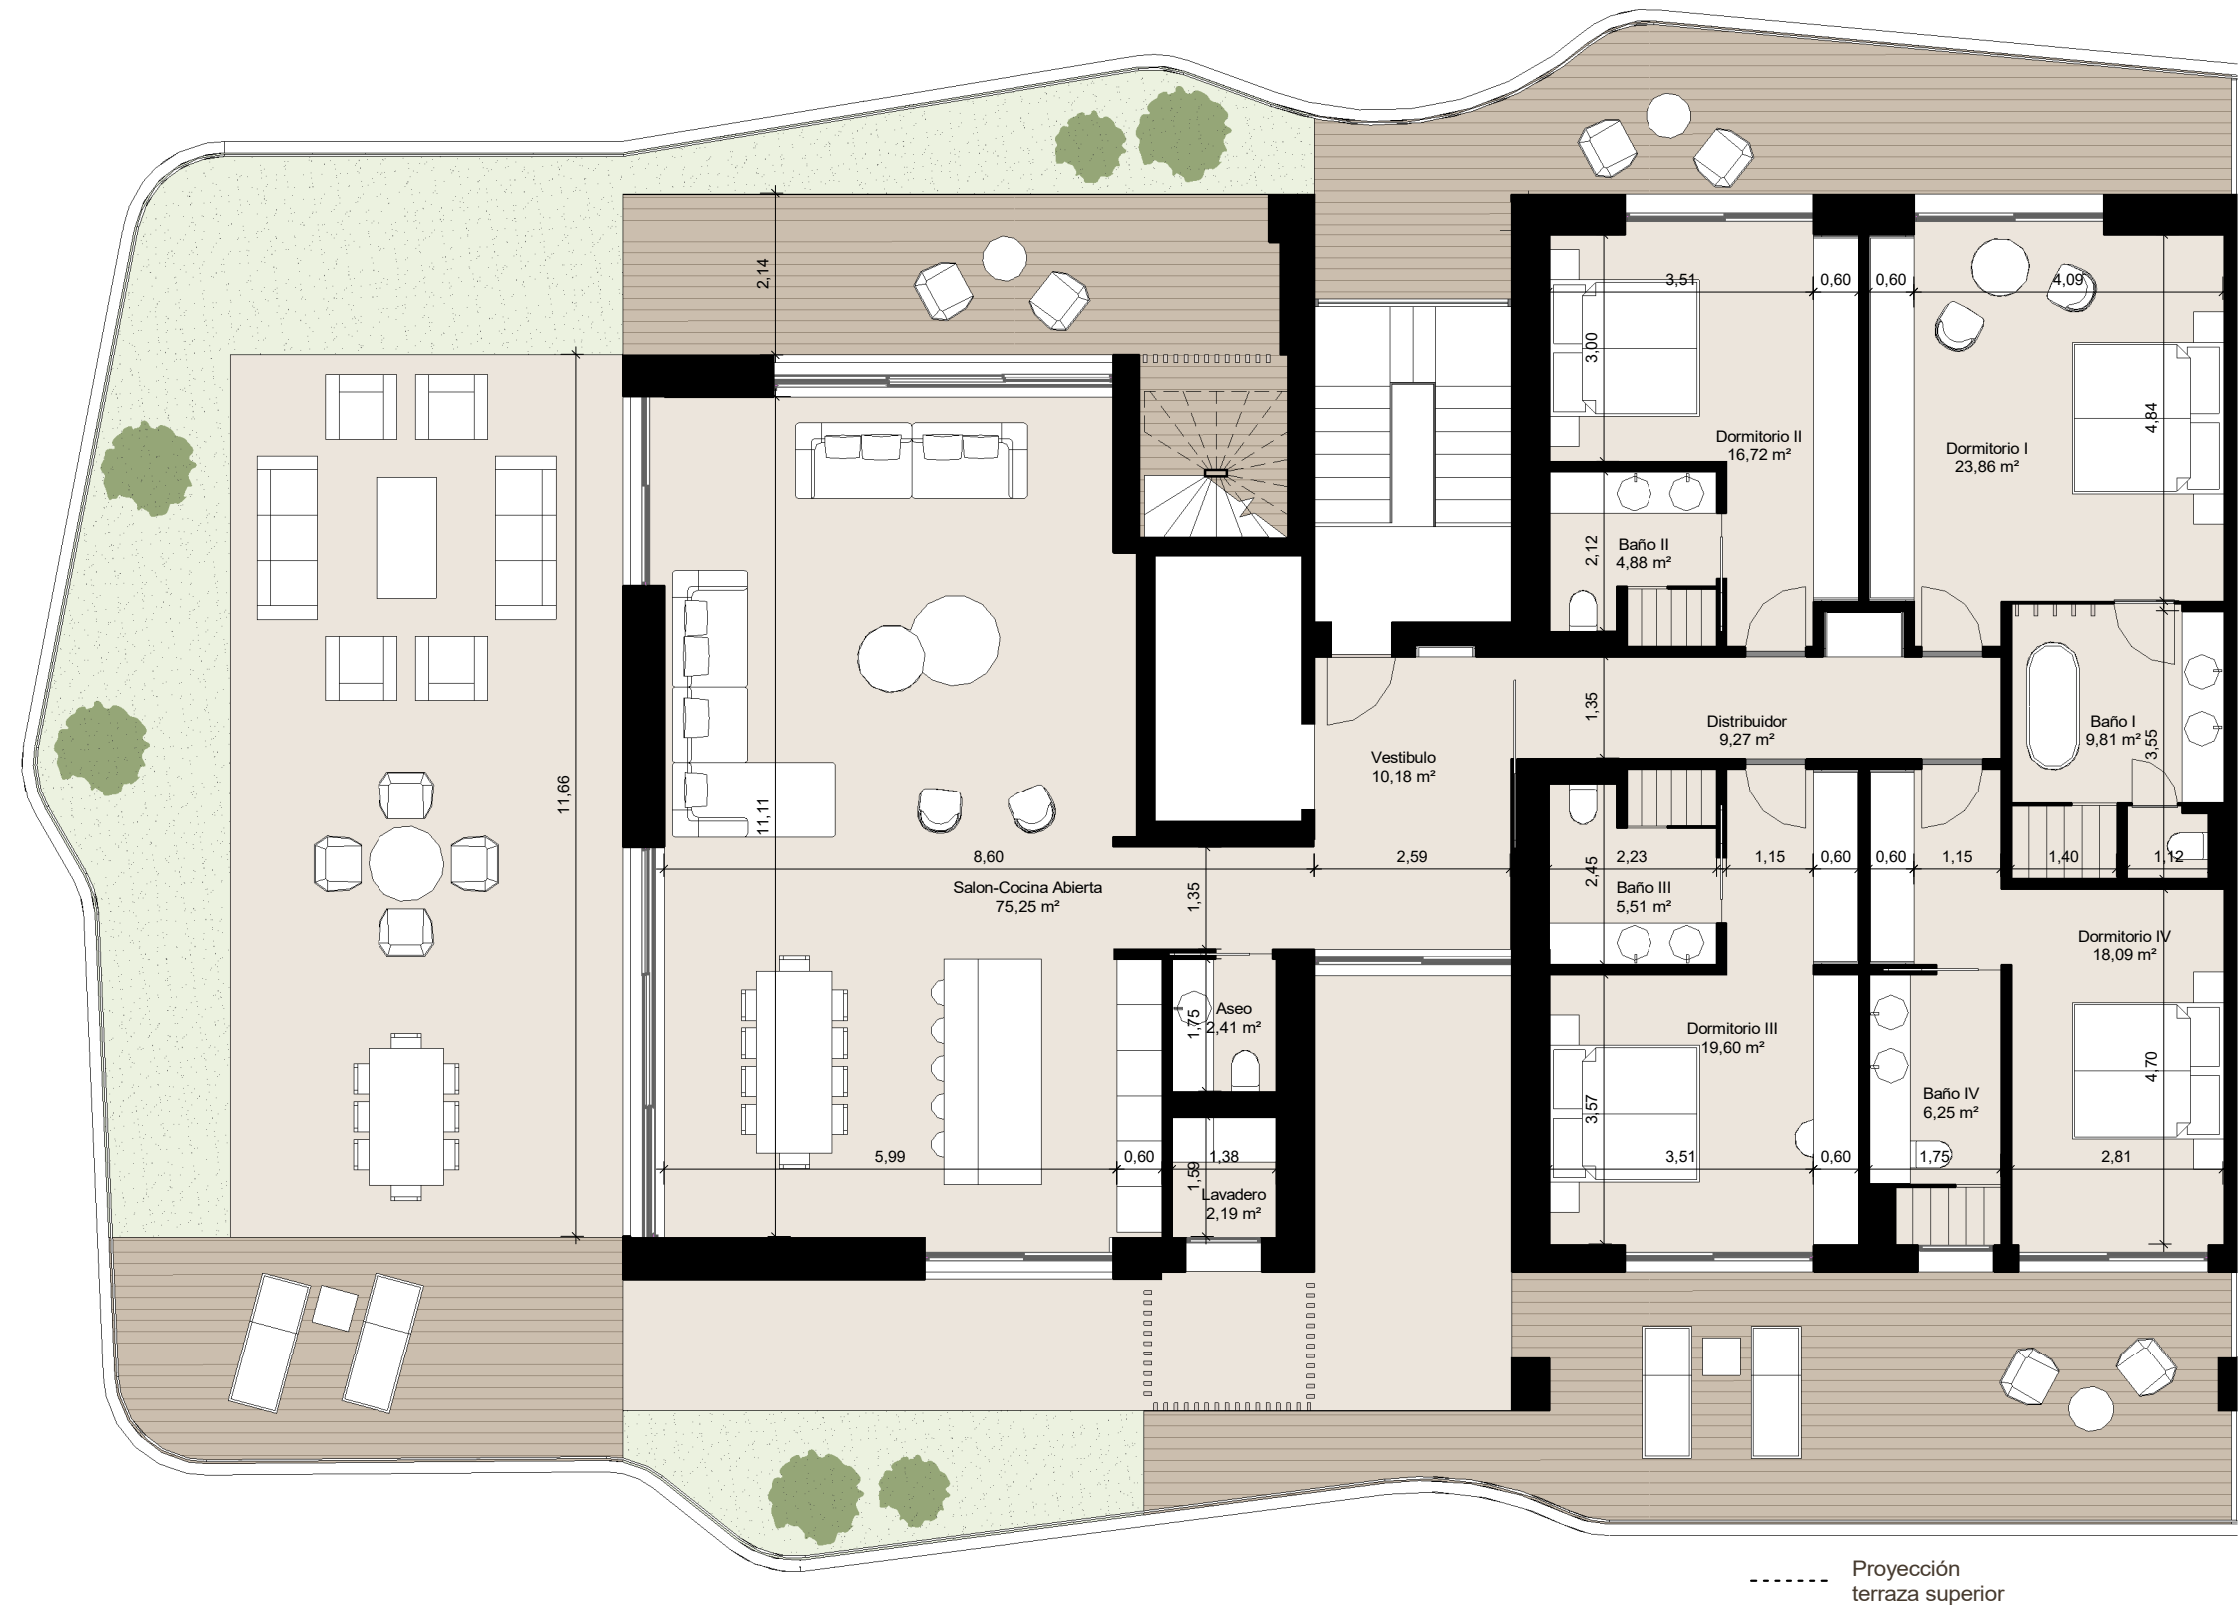 2,14
3,51
0,60
0,60
4,09
3,00
Dormitorio II
16,72 m²
4,84
Dormitorio I
23,86 m²
2,12
Baño II
4,88 m²
1,35
Distribuidor
9,27 m²
Baño I
9,81 m²
3,55
Vestibulo
10,18 m²
11,66
11,11
8,60
2,59
2,23
1,15
0,60
0,60
1,15
1,40
1,12
Salon-Cocina Abierta
75,25 m²
1,35
2,45
Baño III
5,51 m²
Dormitorio IV
18,09 m²
Aseo
2,41 m²
1,75
Dormitorio III
19,60 m²
4,70
3,57
Baño IV
6,25 m²
5,99
0,60
1,38
1,59
Lavadero
2,19 m²
3,51
0,60
1,75
2,81
Proyección
terraza superior